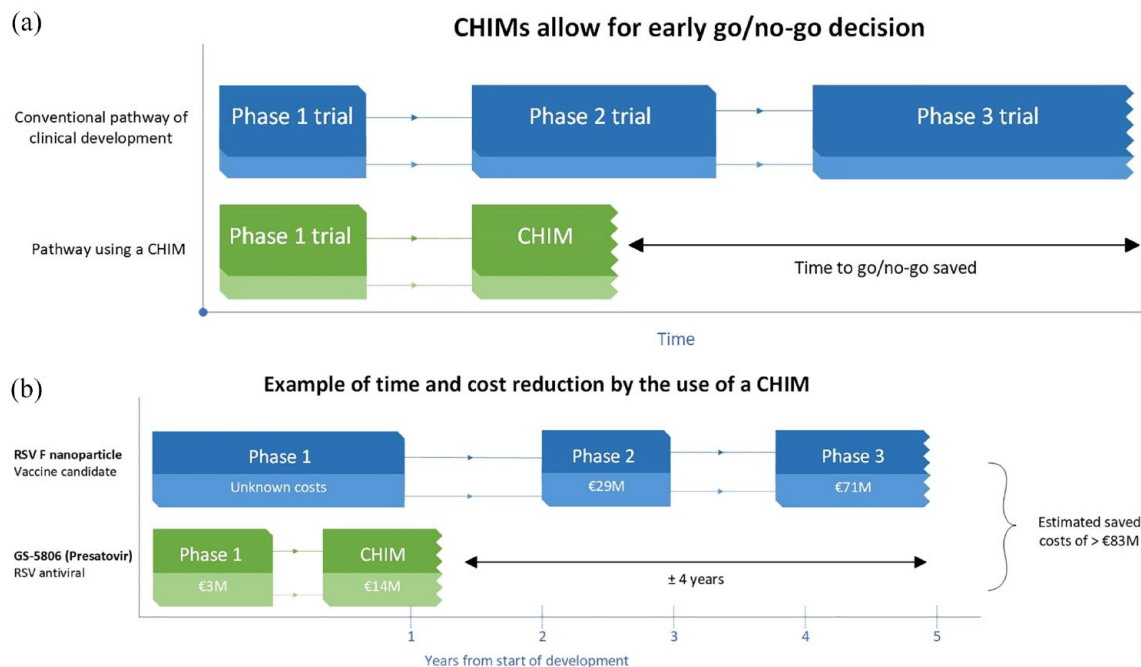 (a)
CHIMs allow for early go/no-go decision
Conventional pathway of
clinical development
Phase 1 trial
Phase 2 trial
Phase 3 trial
Pathway using a CHIM
Phase 1 trial
CHIM
Time to go/no-go saved
Time
(b)
Example of time and cost reduction by the use of a CHIM
RSV F nanoparticle
Vaccine candidate
Phase 1
Unknown costs
Phase 2
€29M
Phase 3
€71M
GS-5806 (Presatovir)
RSV antiviral
Phase 1
€3M
CHIM
€14M
± 4 years
Estimated saved
costs of > €83M
1 2 3 4 5
Years from start of development